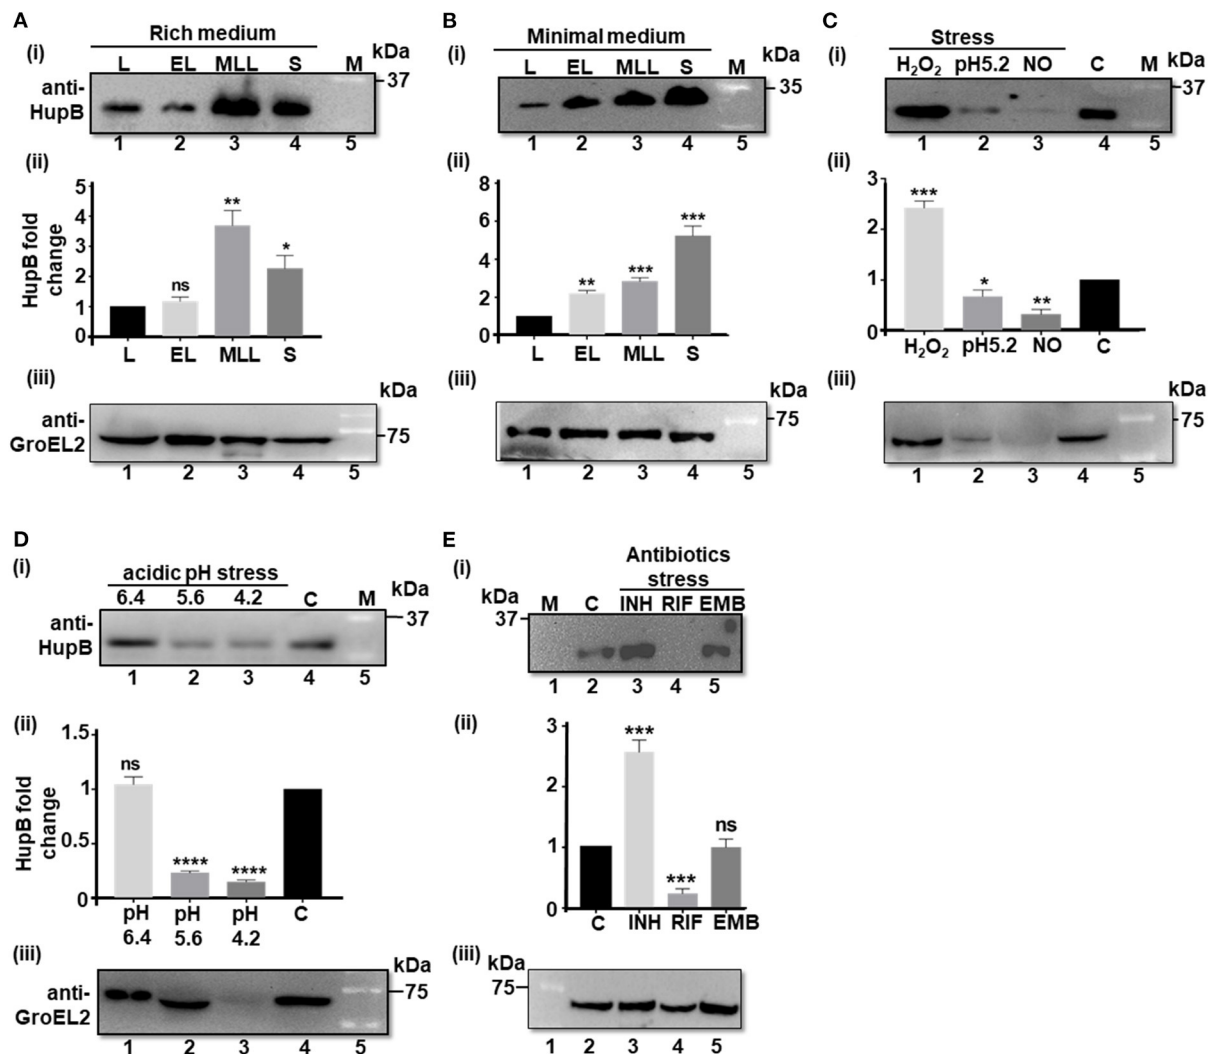 A
Rich medium
(i)
kDa
L EL MLL S M
anti-
HupB
37
1 2 3 4 5
(ii)
5
**
4
HupB fold
change
3
*
2
ns
1
0
L EL MLL S
(iii)
kDa
anti-
GroEL2
75
1 2 3 4 5
B
Minimal medium
(i)
kDa
L EL MLL S M
35
1 2 3 4 5
(ii)
8
***
6
4
***
**
2
0
L EL MLL S
(iii)
kDa
75
1 2 3 4 5
C
Stress
(i)
kDa
H₂O₂ pH5.2 NO C M
37
1 2 3 4 5
(ii)
3
***
2
1
*
**
0
H₂O₂ pH5.2 NO C
(iii)
kDa
75
1 2 3 4 5
D
(i)
acidic pH stress
6.4 5.6 4.2 C M
kDa
anti-
HupB
37
1 2 3 4 5
(ii)
1.5
ns
1
HupB fold
change
0.5
**** ****
0
pH pH pH C
6.4 5.6 4.2
(iii)
kDa
anti-
GroEL2
75
1 2 3 4 5
E
Antibiotics
stress
(i)
kDa M C INH RIF EMB
37
1 2 3 4 5
(ii)
3
***
2
ns
1
***
0
C INH RIF EMB
(iii)
kDa
75
1 2 3 4 5